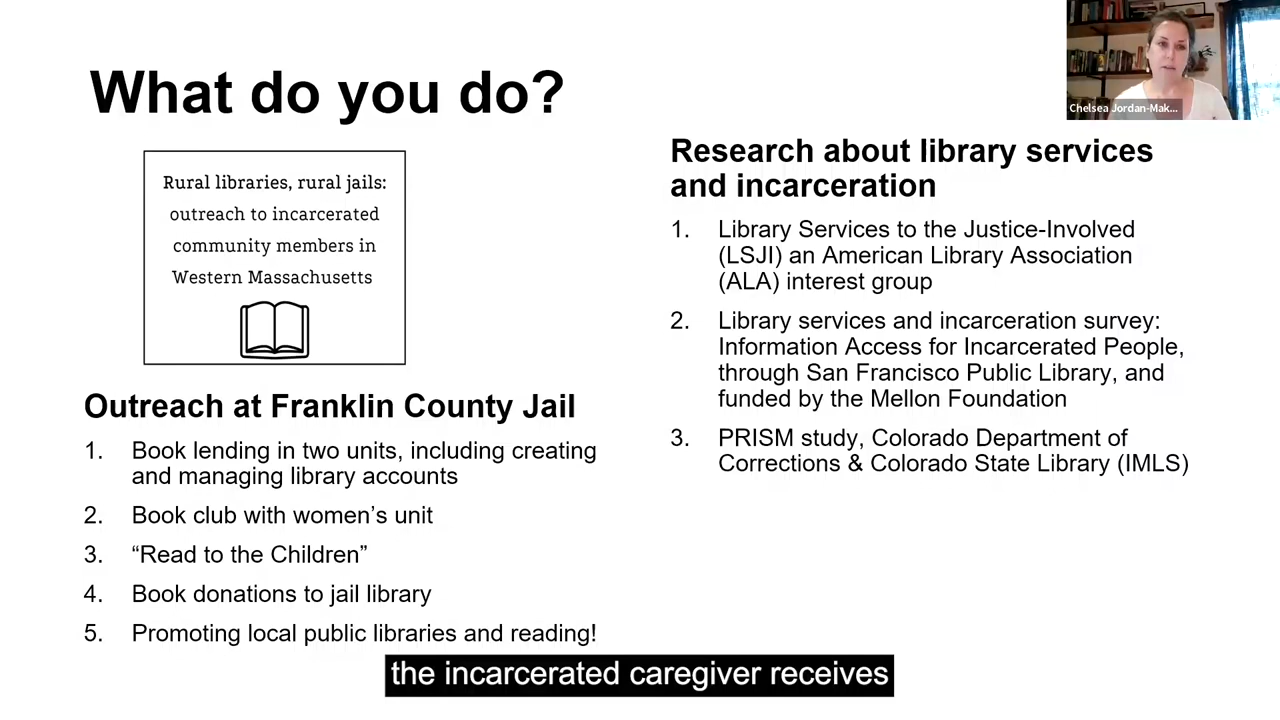 What do you do?
Rural libraries, rural jails:
outreach to incarcerated
community members in
Western Massachusetts
Outreach at Franklin County Jail
1. Book lending in two units, including creating
and managing library accounts
2. Book club with women’s unit
3. “Read to the Children”
4. Book donations to jail library
5. Promoting local public libraries and reading!
Chelsea Jordan-Mak...
Research about library services
and incarceration
1. Library Services to the Justice-Involved
(LSJI) an American Library Association
(ALA) interest group
2. Library services and incarceration survey:
Information Access for Incarcerated People,
through San Francisco Public Library, and
funded by the Mellon Foundation
3. PRISM study, Colorado Department of
Corrections & Colorado State Library (IMLS)
the incarcerated caregiver receives